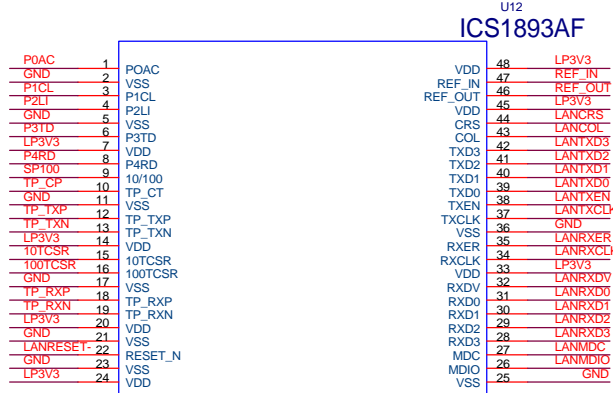 U12
ICS1893AF
P0AC 1 POAC VDD 48 LP3V3
GND 2 VSS REF_IN 47 REF_IN
P1CL 3 P1CL REF_OUT 46 REF_OUT
P2LI 4 P2LI VDD 45 LP3V3
GND 5 VSS CRS 44 LANCRS
P3TD 6 P3TD COL 43 LANCOL
LP3V3 7 VDD TXD3 42 LANTXD3
P4RD 8 P4RD TXD2 41 LANTXD2
SP100 9 10/100 TXD1 40 LANTXD1
TP_CP 10 TP_CT TXD0 39 LANTXD0
GND 11 VSS TXEN 38 LANTXEN
TP_TXP 12 TP_TXP TXCLK 37 LANTXCLK
TP_TXN 13 TP_TXN VSS 36 GND
LP3V3 14 VDD RXER 35 LANRXER
10TCSR 15 10TCSR RXCLK 34 LANRXCLK
100TCSR 16 100TCSR VDD 33 LP3V3
GND 17 VSS RXDV 32 LANRXDV
TP_RXP 18 TP_RXP RXD0 31 LANRXD0
TP_RXN 19 TP_RXN RXD1 30 LANRXD1
LP3V3 20 VDD RXD2 29 LANRXD2
GND 21 VSS RXD3 28 LANRXD3
LANRESET- 22 RESET_N MDC 27 LANMDC
GND 23 VSS MDIO 26 LANMDIO
LP3V3 24 VDD VSS 25 GND